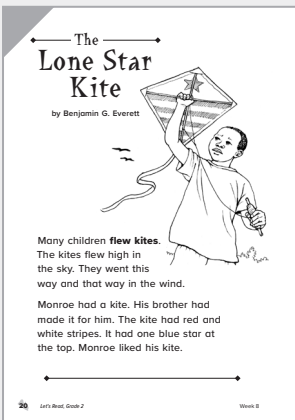 The
Lone Star
Kite
by Benjamin G. Everett
Many children flew kites.
The kites flew high in
the sky. They went this
way and that way in the wind.
Monroe had a kite. His brother had
made it for him. The kite had red and
white stripes. It had one blue star at
the top. Monroe liked his kite.
20 Let's Read, Grade 2 Week 8